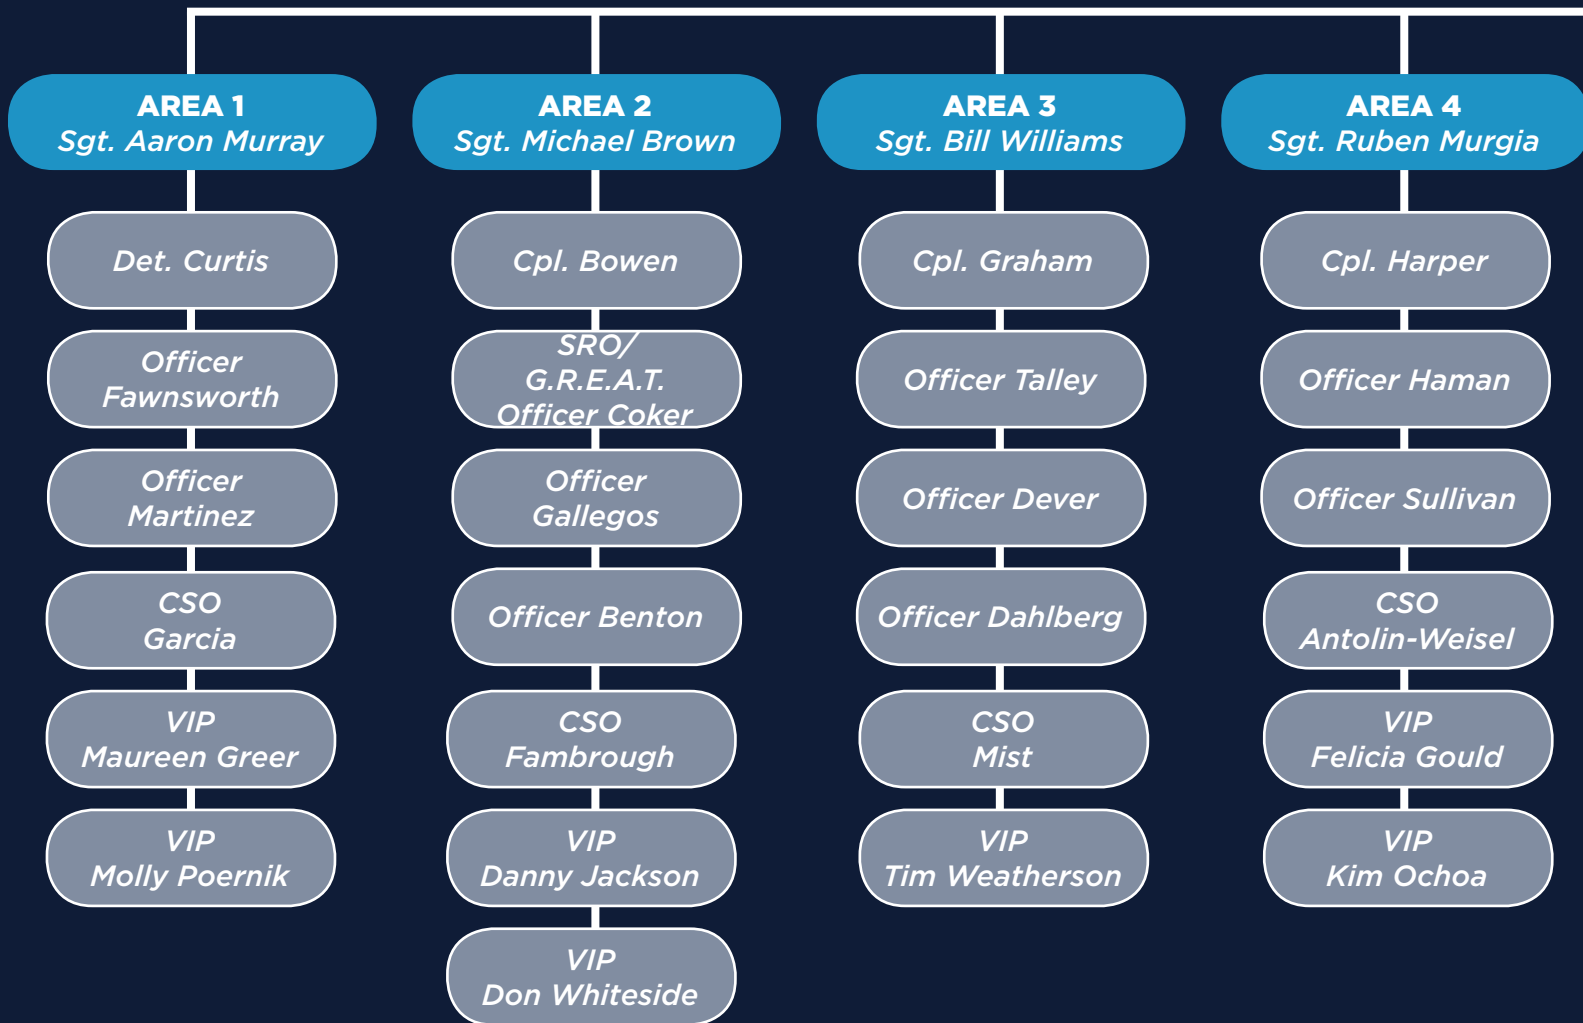 AREA 1
Sgt. Aaron Murray
Det. Curtis
Officer
Fawnsworth
Officer
Martinez
CSO
Garcia
VIP
Maureen Greer
VIP
Molly Poernik
AREA 2
Sgt. Michael Brown
Cpl. Bowen
SRO/
G.R.E.A.T.
Officer Coker
Officer
Gallegos
Officer Benton
CSO
Fambrough
VIP
Danny Jackson
VIP
Don Whiteside
AREA 3
Sgt. Bill Williams
Cpl. Graham
Officer Talley
Officer Dever
Officer Dahlberg
CSO
Mist
VIP
Tim Weatherson
AREA 4
Sgt. Ruben Murgia
Cpl. Harper
Officer Haman
Officer Sullivan
CSO
Antolin-Weisel
VIP
Felicia Gould
VIP
Kim Ochoa